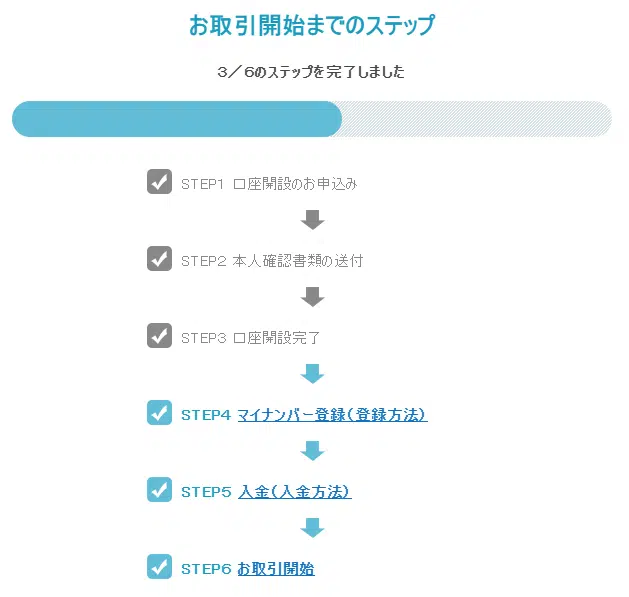 お取引開始までのステップ
3／6のステップを完了しました
STEP1 口座開設のお申込み
STEP2 本人確認書類の送付
STEP3 口座開設完了
STEP4 マイナンバー登録（登録方法）
STEP5 入金（入金方法）
STEP6 お取引開始